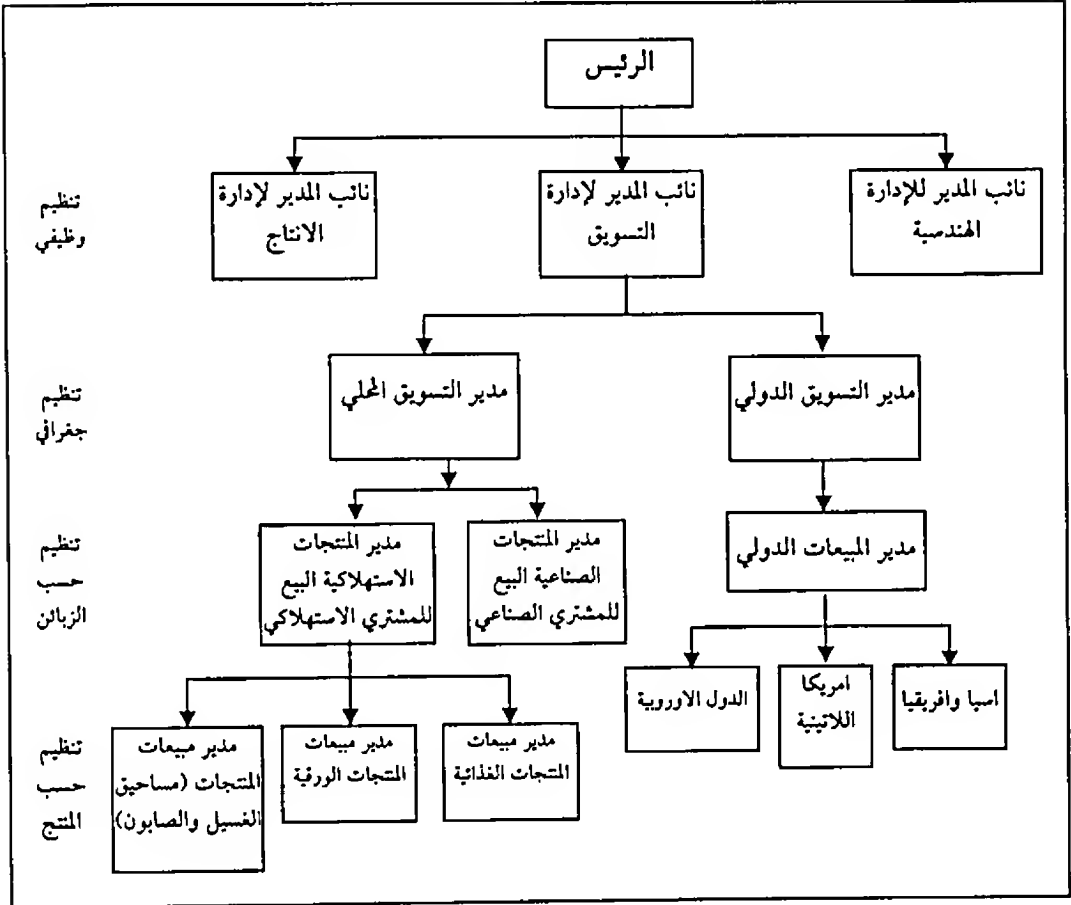 الرئيس
نائب المدير للإدارة
الهندصية
نائب المدير لإدارة
التسويق
نائب المدير لإدارة
الانتاج
تنظيم
وظيفي
مدير التسويق الدولي
مدير التسويق المحلي
تنظيم
جغرافي
مدير المبيعات الدولي
مدير المنتجات
الصناعية البيع
للمشتري الصناعي
مدير المنتجات
الاستهلاكية البيع
للمشتري الاستهلاكي
تنظيم
حسب
الزبائن
اسيا وافريقيا
امريكا
اللاتينية
الدول الاوروبية
مدير مبيعات
المنتجات الغذائية
مدير مبيعات
المنتجات الورقية
مدير مبيعات
المنتجات (مساحيق
الغسيل والصابون)
تنظيم
حسب
المنتج